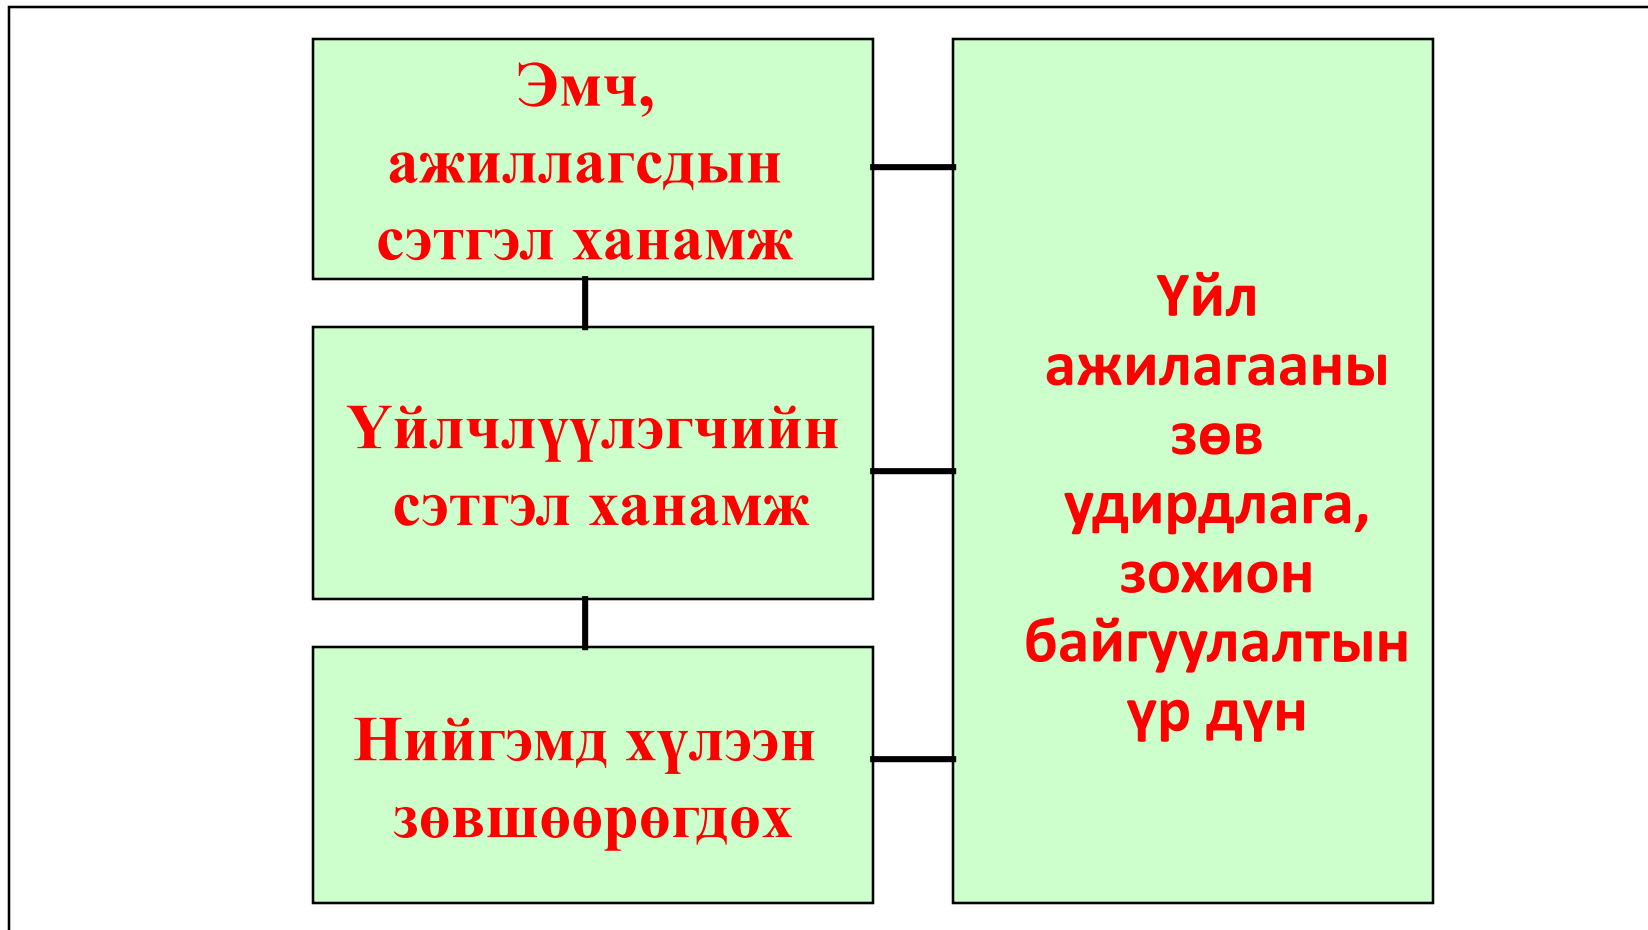 Эмч,
ажиллагсдын
сэтгэл ханамж
Үйлчлүүлэгчийн
сэтгэл ханамж
Нийгэмд хүлээн
зөвшөөрөгдөх
Үйл
ажилагааны
зөв
удирдлага,
зохион
байгуулалтын
үр дүн